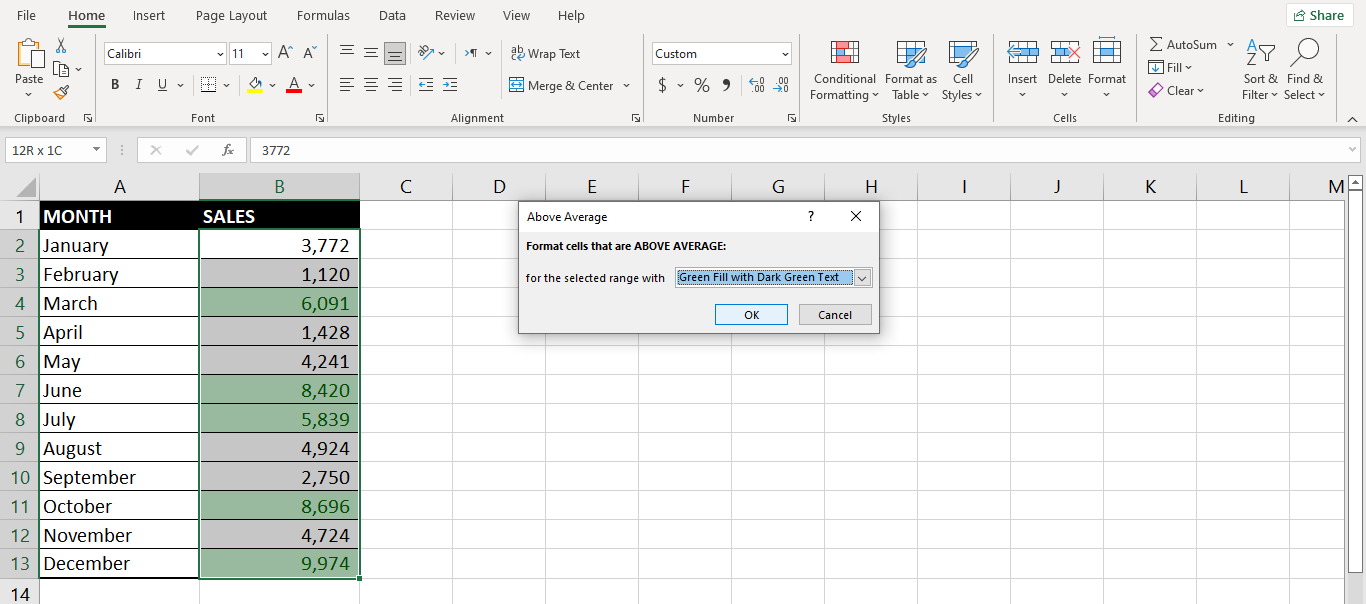 File Home Insert Page Layout Formulas Data Review View Help Share
Calibri 11 Wrap Text Custom AutoSum
Paste B I U A Merge & Center $ % Conditional Formatting Format as Table Cell Styles Insert Delete Format Fill Clear Sort & Filter Find & Select
Clipboard Font Alignment Number Styles Cells Editing
12R x 1C fx 3772
A B C D E F G H I J K L M
1 MONTH SALES
2 January 3,772
3 February 1,120
4 March 6,091
5 April 1,428
6 May 4,241
7 June 8,420
8 July 5,839
9 August 4,924
10 September 2,750
11 October 8,696
12 November 4,724
13 December 9,974
14
Above Average ?
Format cells that are ABOVE AVERAGE:
for the selected range with Green Fill with Dark Green Text
OK Cancel